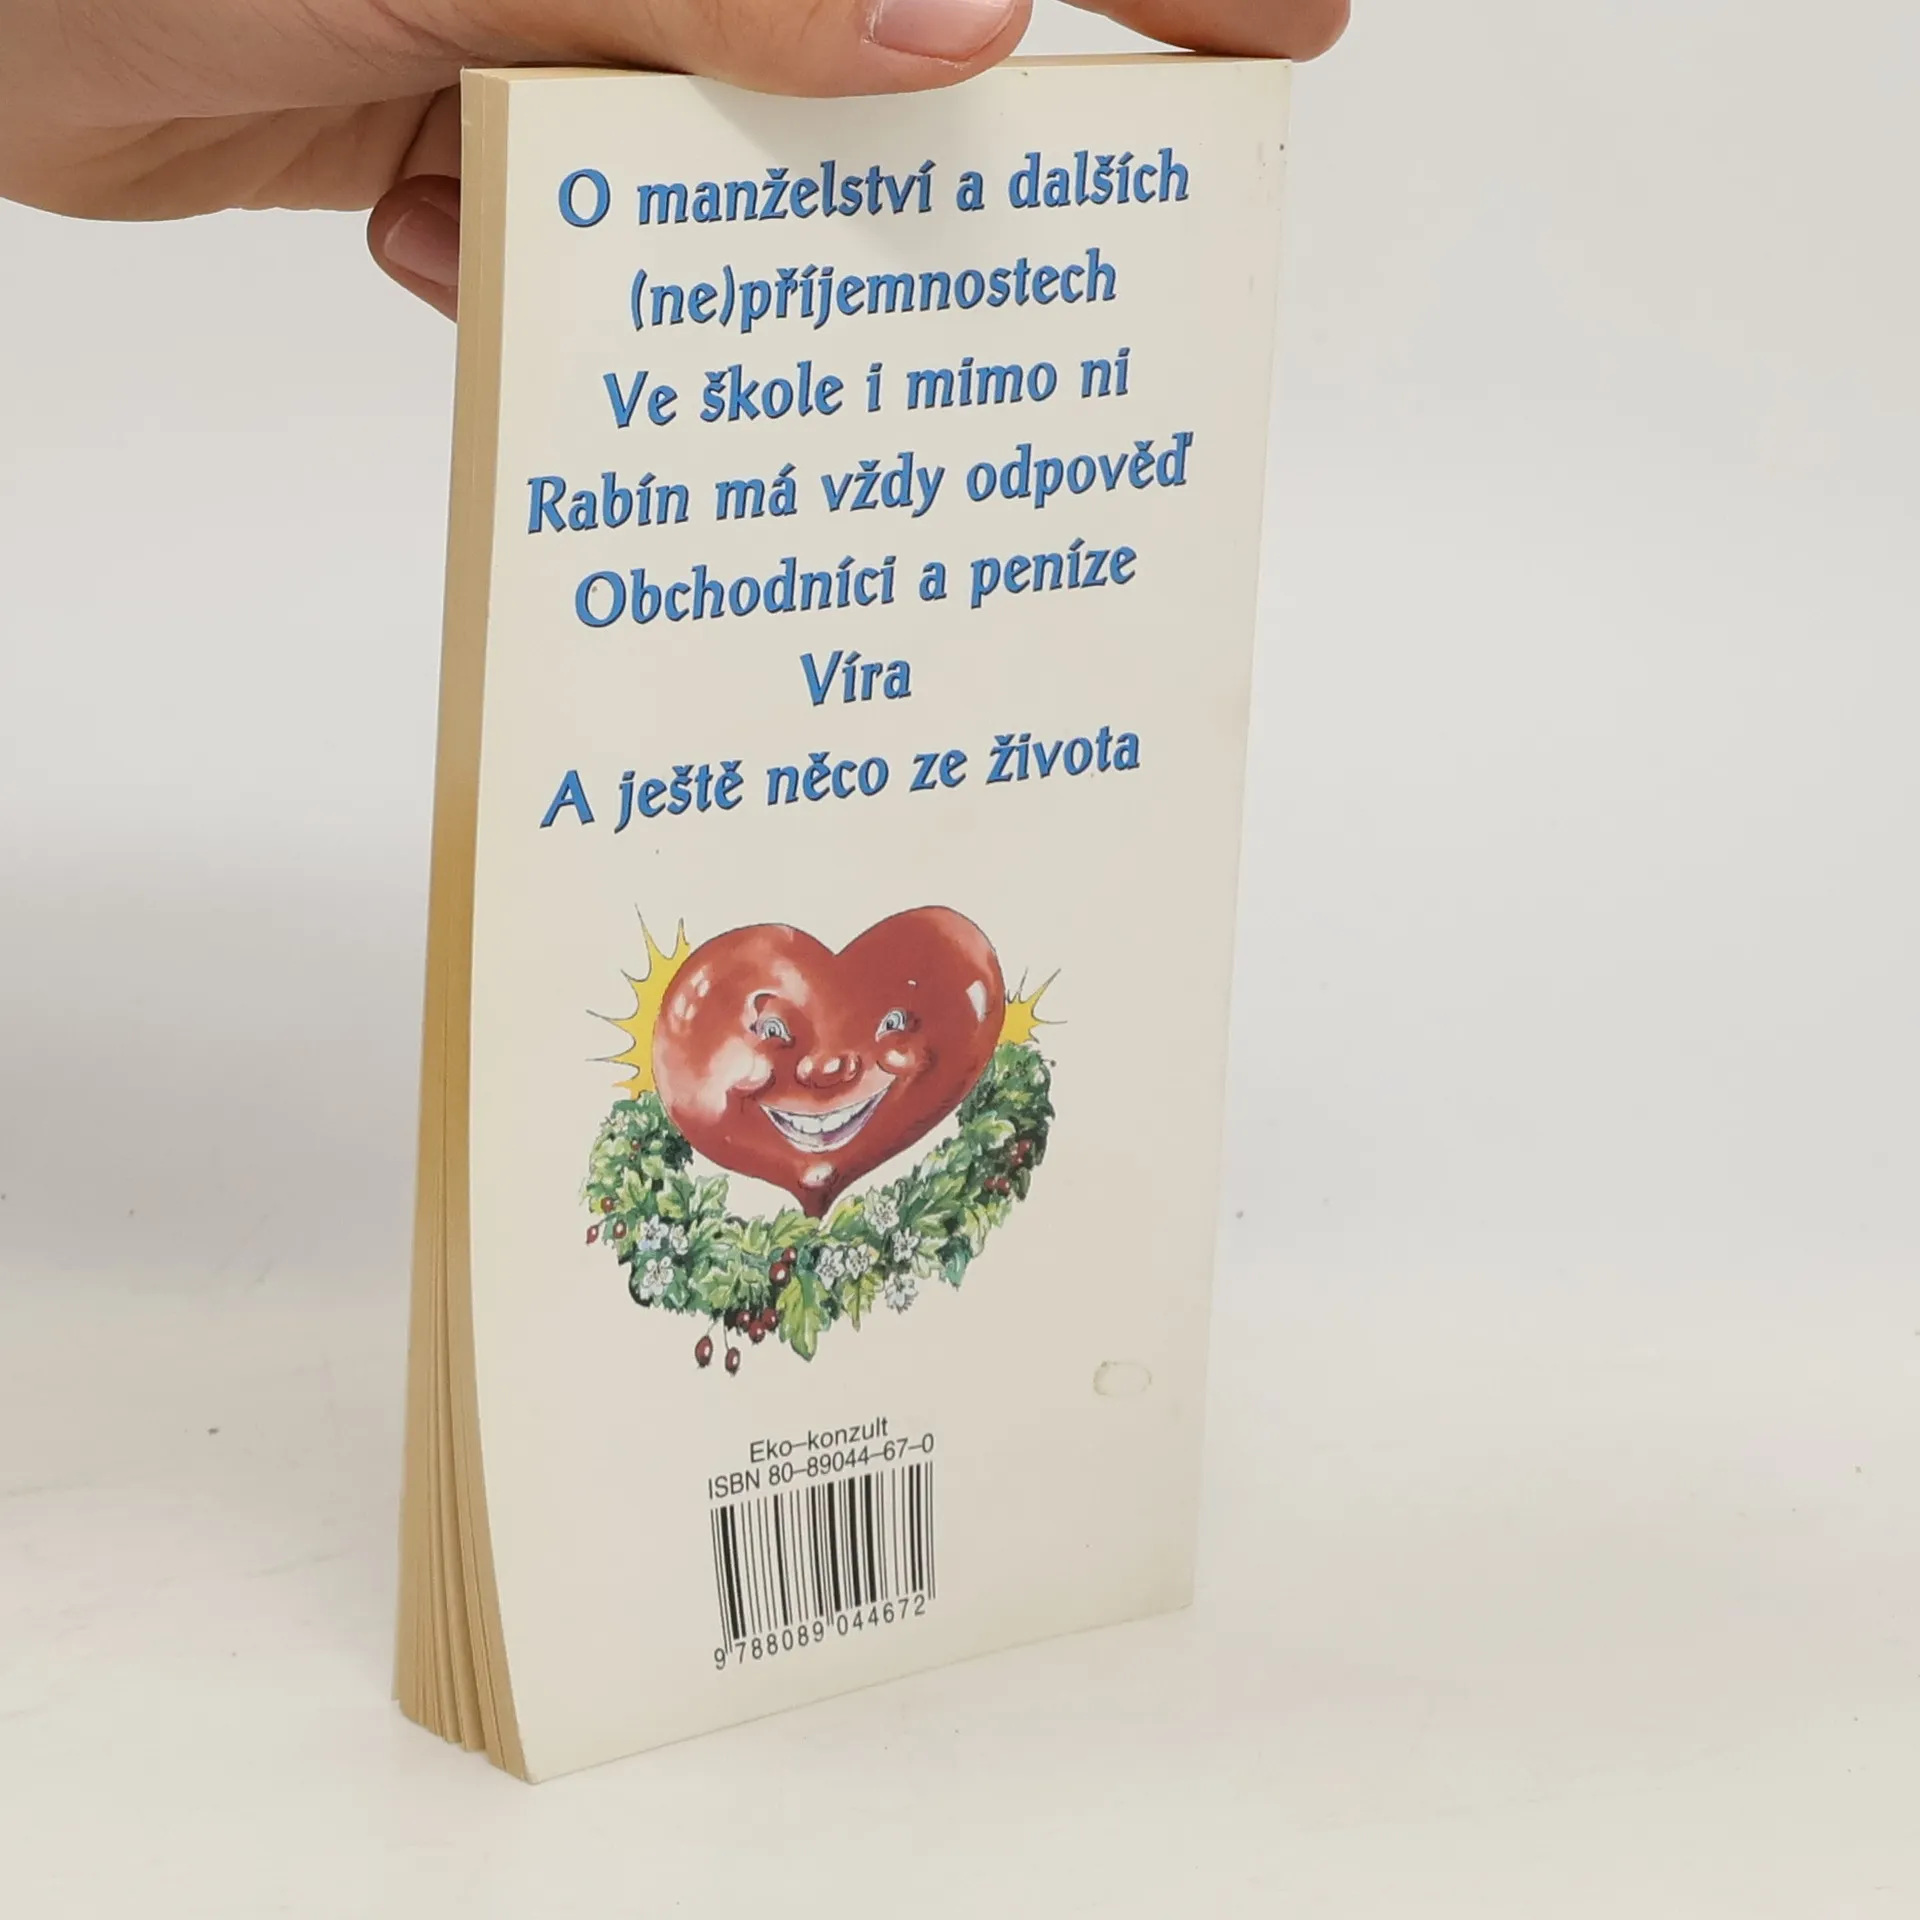 O manželství a dalších
(ne)příjemnostech
Ve škole i mimo ni
Rabín má vždy odpověď
Obchodníci a peníze
Víra
A ještě něco ze života
Eko–konzult
ISBN 80–89044–67–0
9 788089 044672